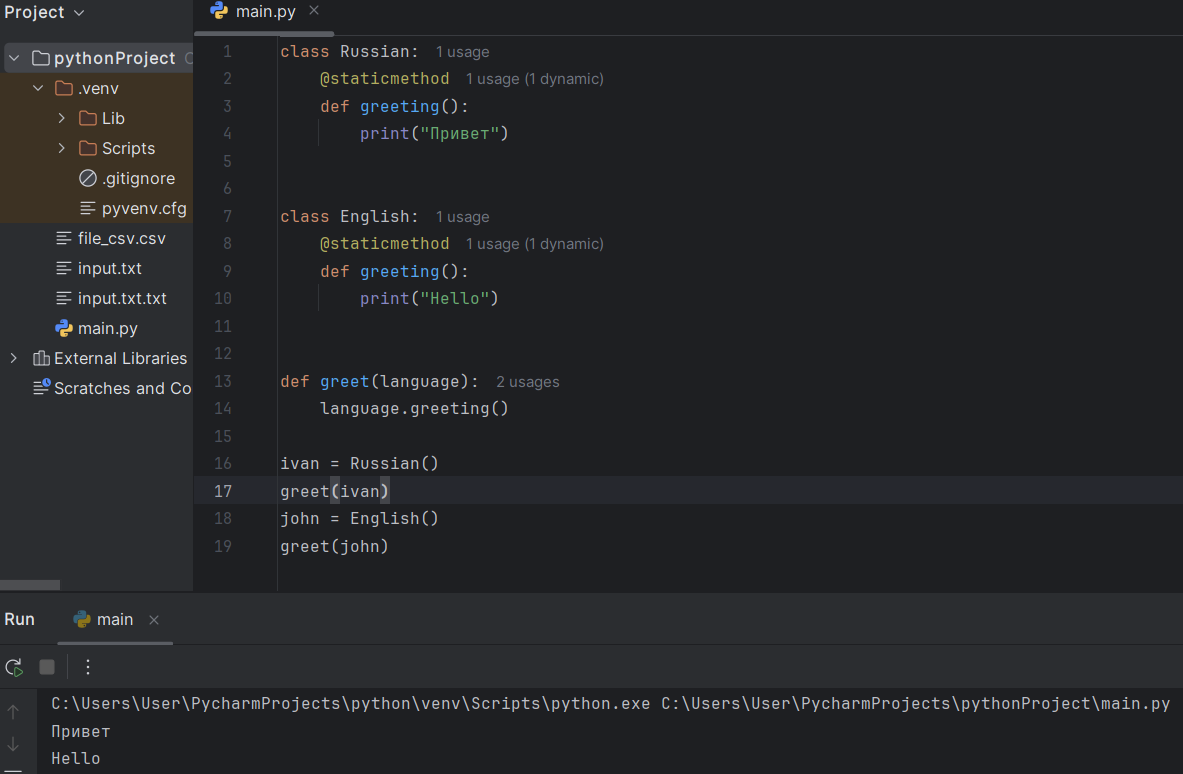 Project
main.py
pythonProject
.venv
Lib
Scripts
.gitignore
pyvenv.cfg
file_csv.csv
input.txt
input.txt.txt
main.py
External Libraries
Scratches and Co
1 class Russian: 1 usage
2 @staticmethod 1 usage (1 dynamic)
3 def greeting():
4 print("Привет")
5
6
7 class English: 1 usage
8 @staticmethod 1 usage (1 dynamic)
9 def greeting():
10 print("Hello")
11
12
13 def greet(language): 2 usages
14 language.greeting()
15
16 ivan = Russian()
17 greet(ivan)
18 john = English()
19 greet(john)
Run main
C:\Users\User\PycharmProjects\python\venv\Scripts\python.exe C:\Users\User\PycharmProjects\pythonProject\main.py
Привет
Hello